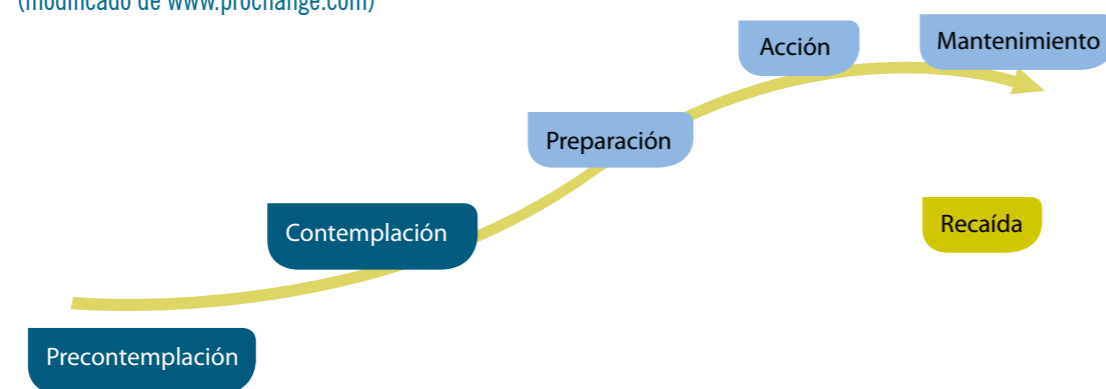 (modificado de www.prochange.com)
Acción
Mantenimiento
Preparación
Contemplación
Recaída
Precontemplación